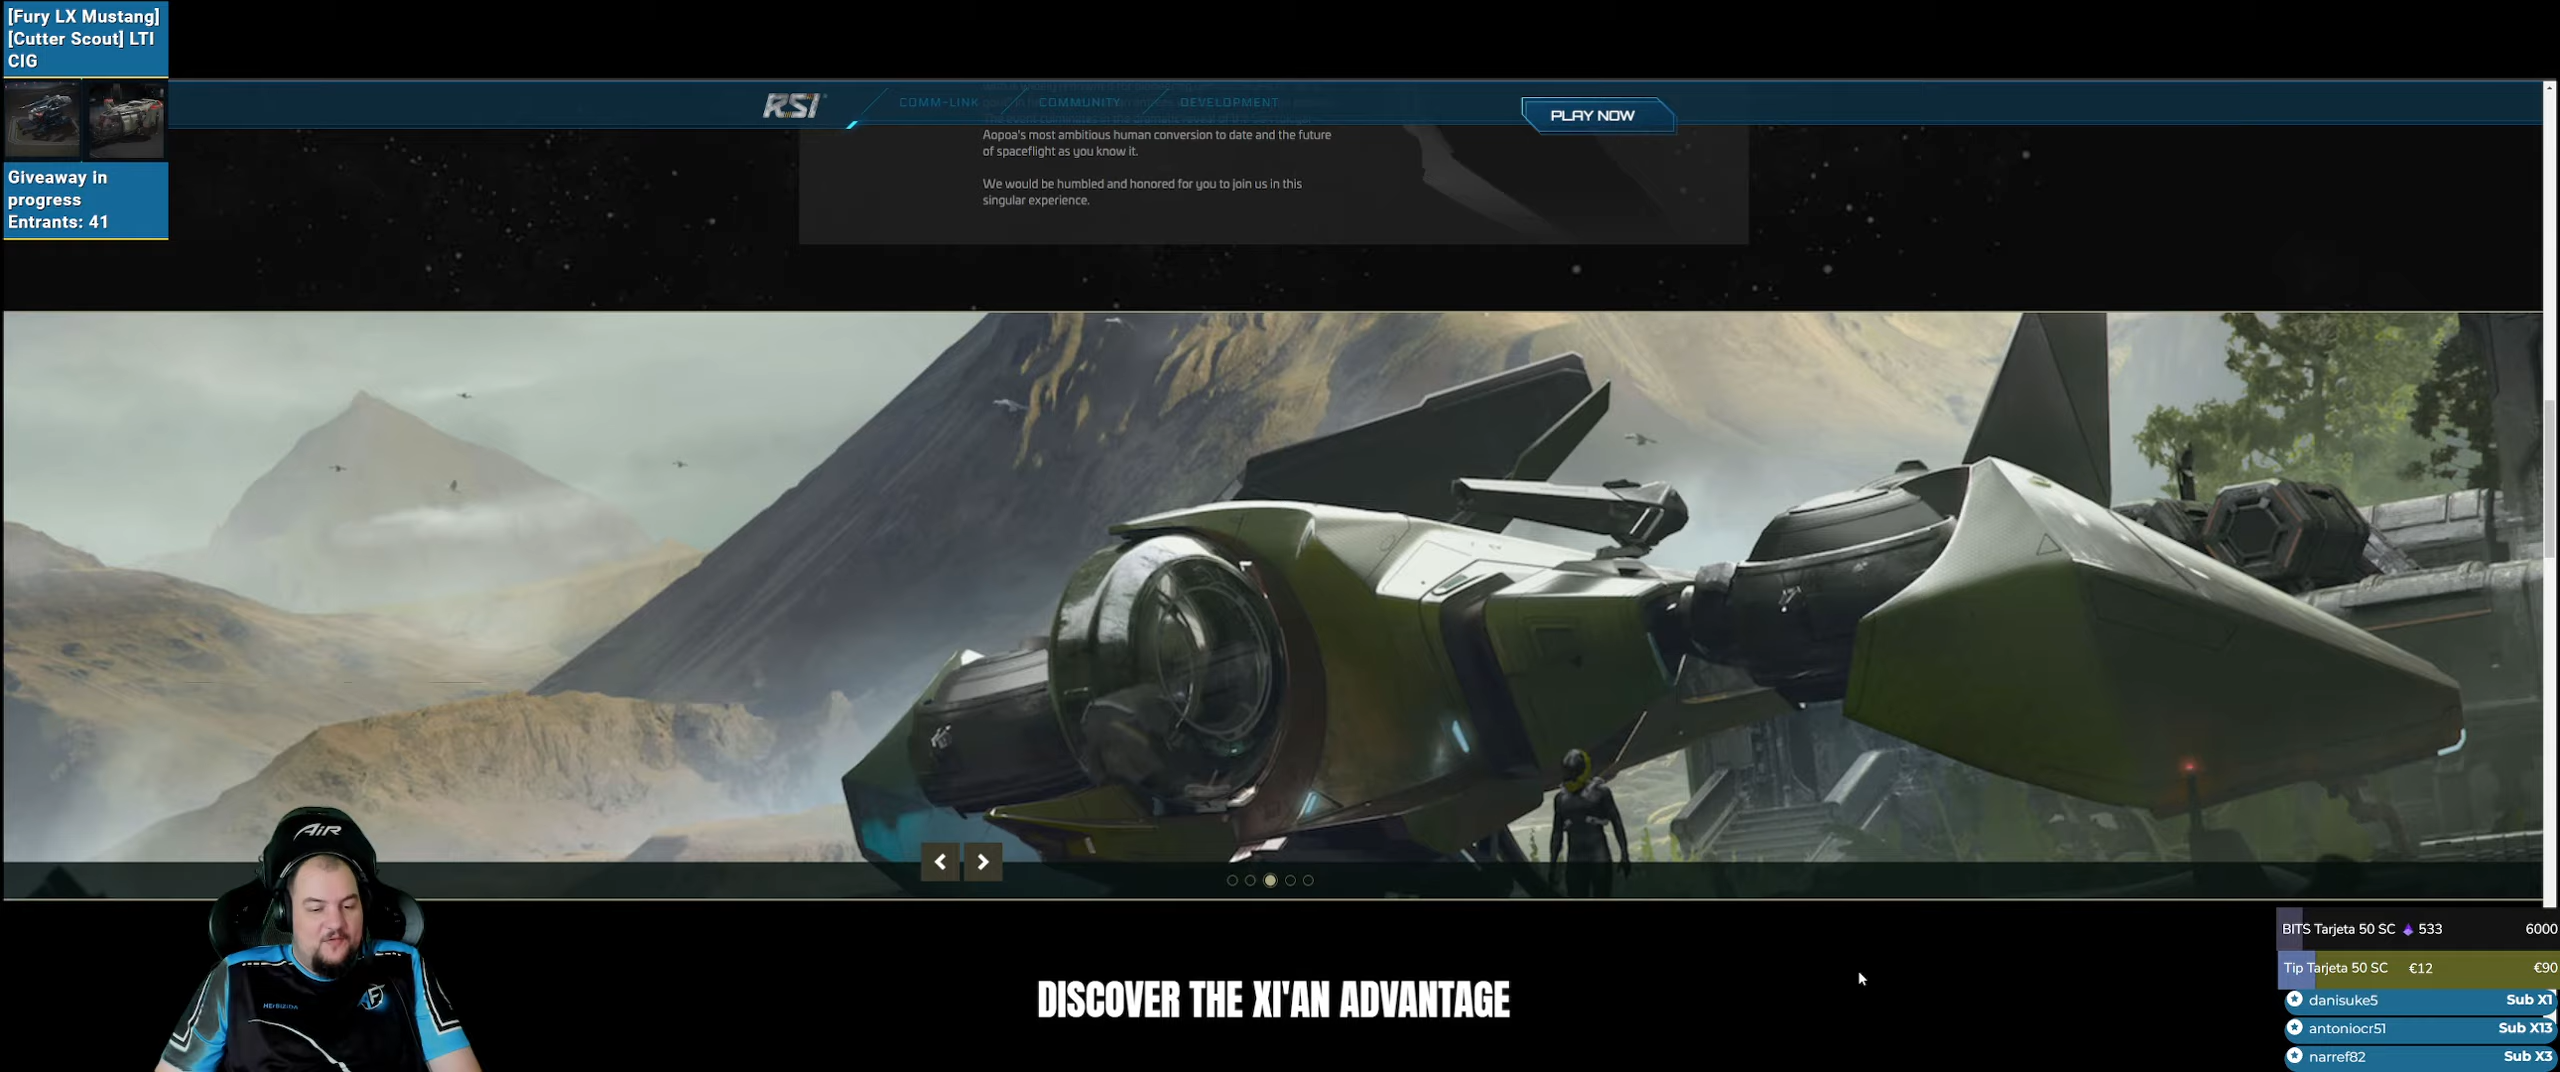 [Fury LX Mustang]
[Cutter Scout] LTI
CIG
Giveaway in
progress
Entrants: 41
RSI
COMM-LINK
COMMUNITY
DEVELOPMENT
PLAY NOW
Aopoa's most ambitious human conversion to date and the future
of spaceflight as you know it.
We would be humbled and honored for you to join us in this
singular experience.
AIR
DISCOVER THE XI'AN ADVANTAGE
BITS Tarjeta 50 SC 533 6000
Tip Tarjeta 50 SC €12 €90
danisuke5 Sub X1
antoniocr51 Sub X13
narref82 Sub X3